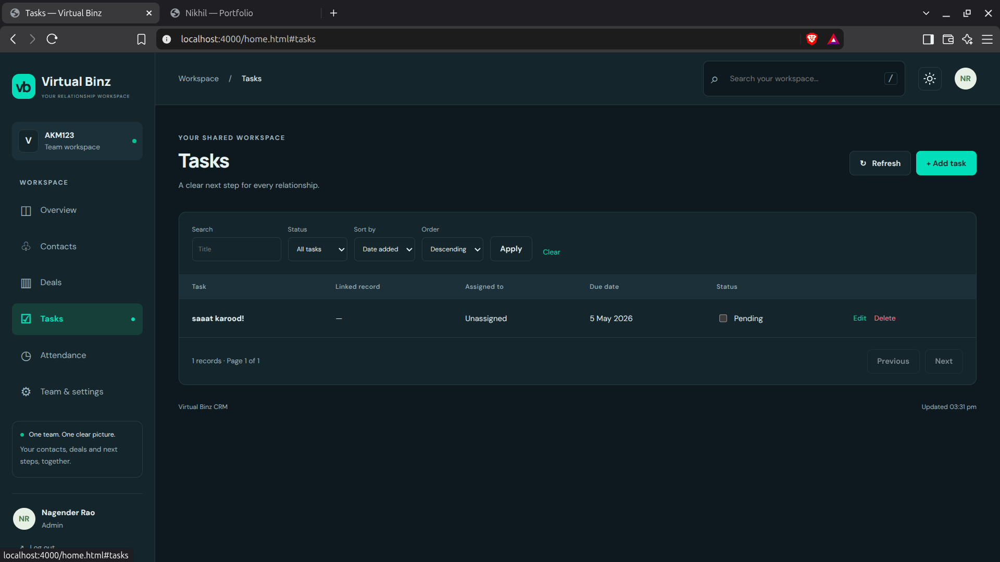 Tasks — Virtual Binz
Nikhil — Portfolio
localhost:4000/home.html#tasks
vb
Virtual Binz
YOUR RELATIONSHIP WORKSPACE
Workspace / Tasks
Search your workspace...
/
NR
V
AKM123
Team workspace
WORKSPACE
Overview
Contacts
Deals
Tasks
Attendance
Team & settings
One team. One clear picture.
Your contacts, deals and next
steps, together.
NR
Nagender Rao
Admin
Log out
localhost:4000/home.html#tasks
YOUR SHARED WORKSPACE
Tasks
A clear next step for every relationship.
↻ Refresh
+ Add task
Search Status Sort by Order
Title All tasks Date added Descending Apply Clear
Task Linked record Assigned to Due date Status
saaat karood! — Unassigned 5 May 2026 Pending Edit Delete
1 records · Page 1 of 1
Previous Next
Virtual Binz CRM
Updated 03:31 pm